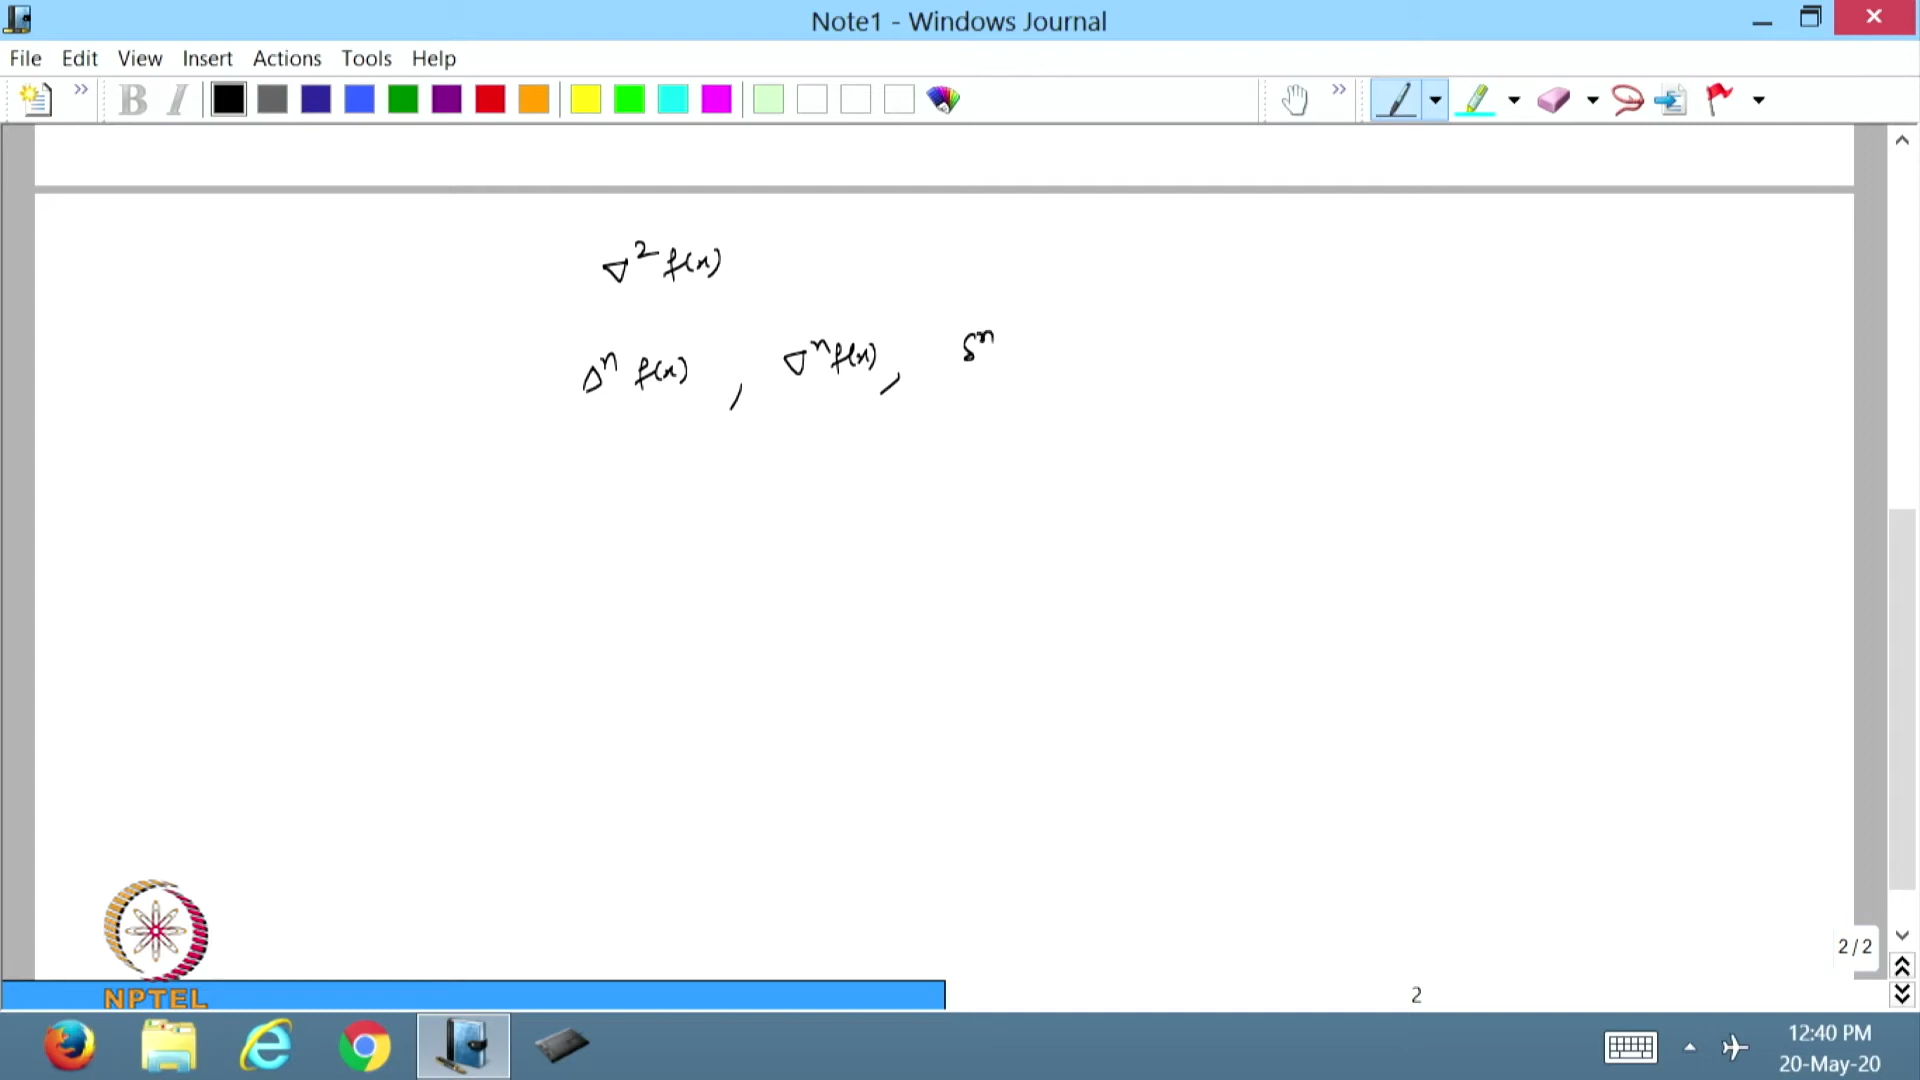 Note1 - Windows Journal
File Edit View Insert Actions Tools Help
B I
∇² f(x)
Δⁿ f(x) , ∇ⁿ f(x) , δⁿ
2 / 2
NPTEL
2
12:40 PM
20-May-20